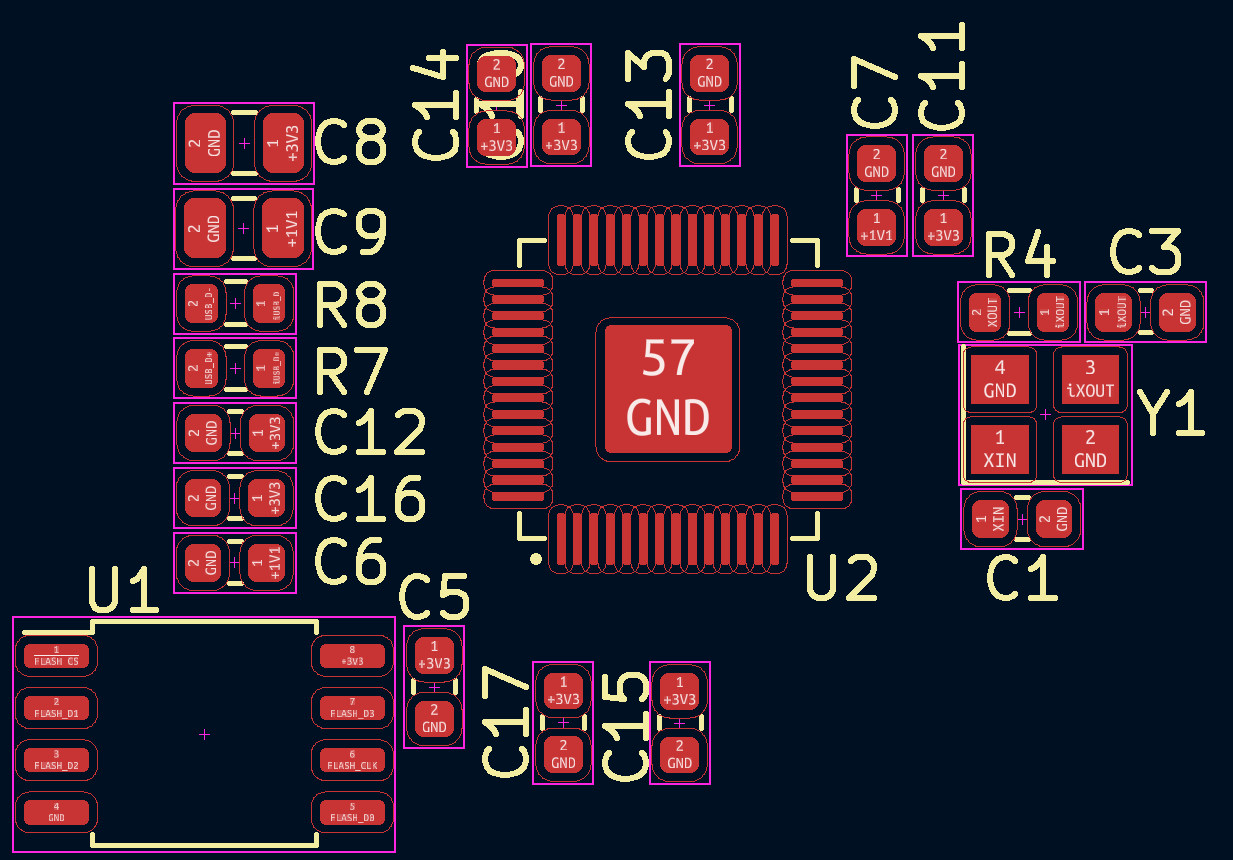 C14
2
GND
1
+3V3
C10
2
GND
1
+3V3
C13
2
GND
1
+3V3
C7
2
GND
1
+1V1
C11
2
GND
1
+3V3
2
GND
1
+3V3
C8
2
GND
1
+1V1
C9
2
USB_D-
1
R8
2
USB_D+
1
R7
2
GND
1
+3V3
C12
2
GND
1
+3V3
C16
2
GND
1
+1V1
C6
57
GND
U2
R4
2
XOUT
1
iXOUT
C3
1
iXOUT
2
GND
4
GND
3
iXOUT
1
XIN
2
GND
Y1
1
XIN
2
GND
C1
U1
1
FLASH_CS
8
+3V3
2
FLASH_D1
7
FLASH_D3
3
FLASH_D2
6
FLASH_CLK
4
GND
5
FLASH_D0
C5
1
+3V3
2
GND
C17
1
+3V3
2
GND
C15
1
+3V3
2
GND